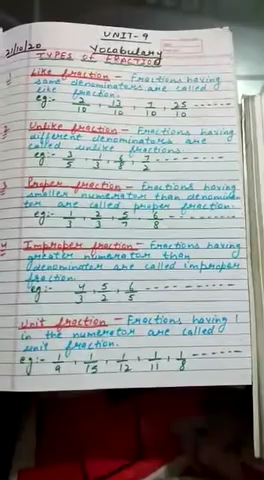 UNIT-9
21/10/20
Vocabulary
TYPES OF FRACTION
1 Like fraction - Fractions having
same denominators are called
like fraction.
eg:- 2/10, 13/10, 7/10, 25/10 ------
2 Unlike fraction - Fractions having
different denominators are
called unlike fractions.
eg:- 3/5, 1/3, 6/8, 7/2
3 Proper fraction - Fractions having
smaller numerator than denomina-
tor are called proper fraction.
eg:- 1/3, 2/3, 5/7, 6/8 ------
4 Improper fraction - Fractions having
greater numerator than
denominator are called improper
fraction.
eg:- 4/3, 5/2, 6/5 ------
Unit fraction - Fractions having 1
in the numerator are called
unit fraction.
eg:- 1/9, 1/15, 1/12, 1/11, 1/8 ------